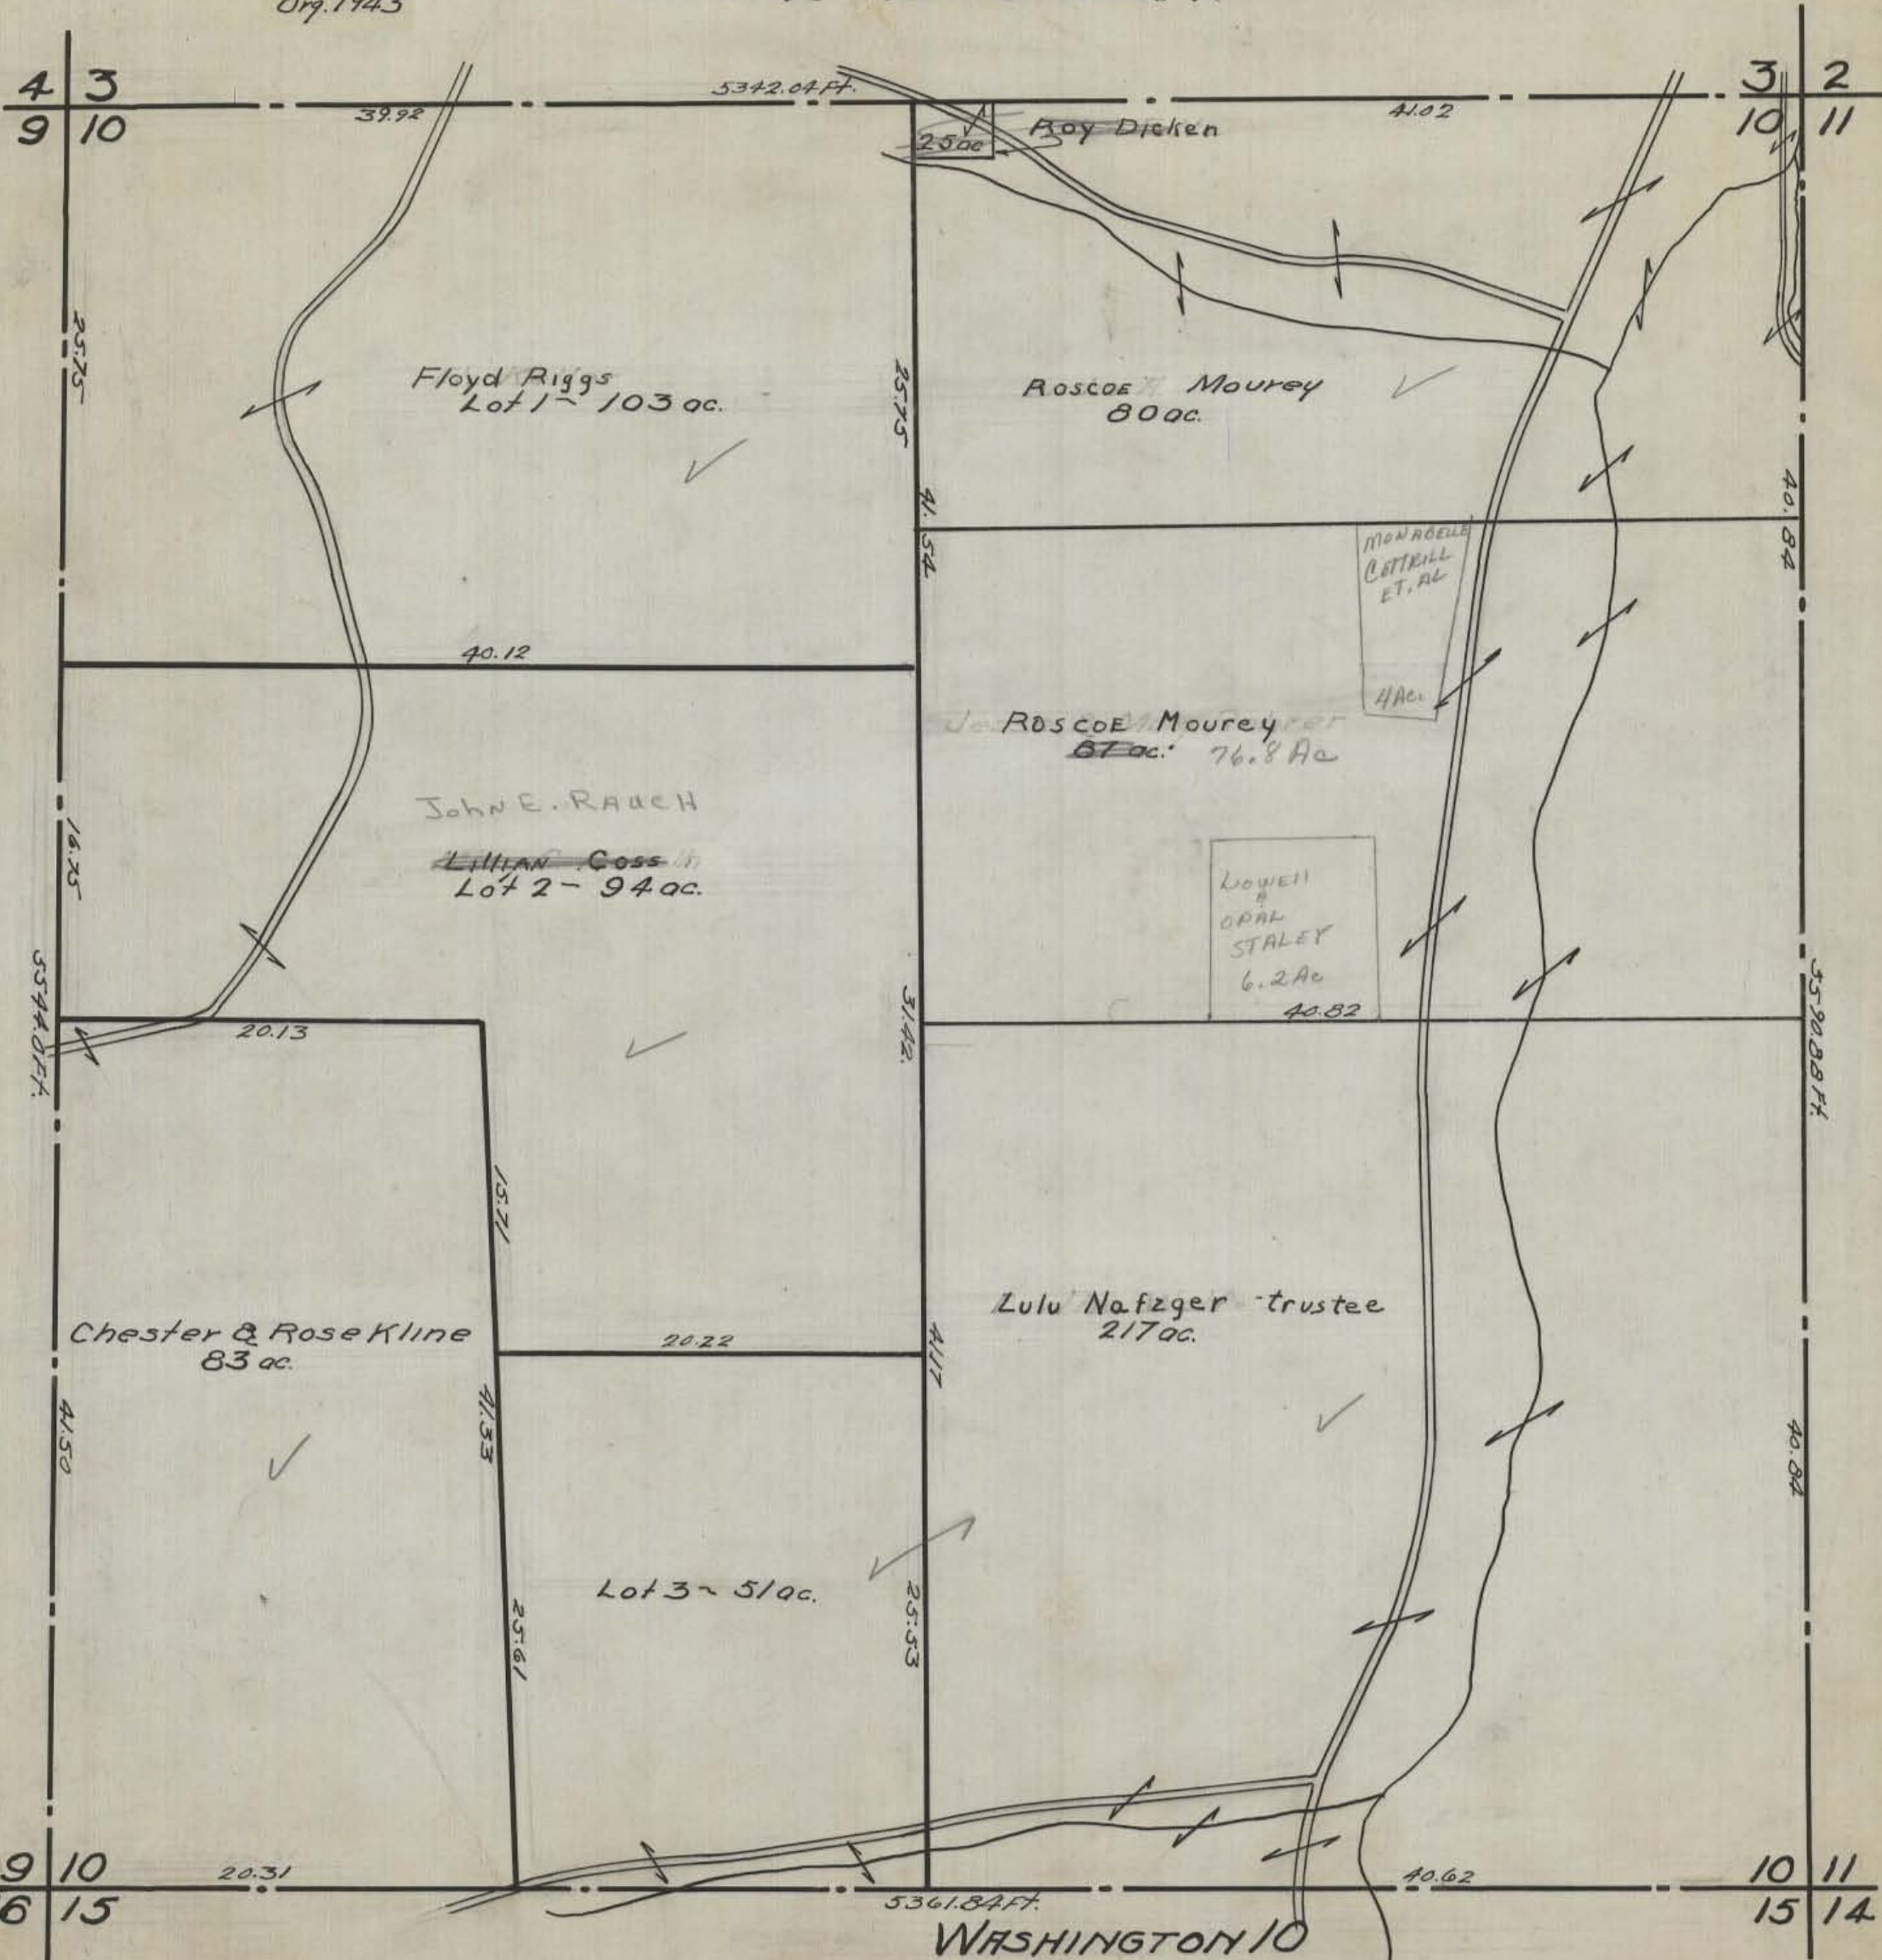 Org. 1943
4 3
9 10
39.92
5342.04 Ft.
41.02
3 2
10 11
Roy Dicken
25 ac
25.75
Floyd Riggs
Lot 1 ~ 103 ac.
25.75
Roscoe Mourey
80 ac.
41.54
40.84
MONABELLE
COTTRILL
ET. AL
4 Ac.
40.12
ROSCOE Mourey
87 ac. 76.8 Ac
John E. RAUCH
LilliAN Coss
Lot 2 - 94 ac.
16.75
LOWEll
&
OPAL
STALEY
6.2 Ac
5544.01 Ft.
20.13
31.42
40.82
5590.88 Ft.
15.71
Chester & Rose Kline
83 ac.
20.22
41.17
Lulu Nafzger trustee
217 ac.
41.50
41.33
40.84
Lot 3 ~ 51 ac.
25.61
25.53
9 10
6 15
20.31
5361.84 Ft.
40.62
10 11
15 14
WASHINGTON 10